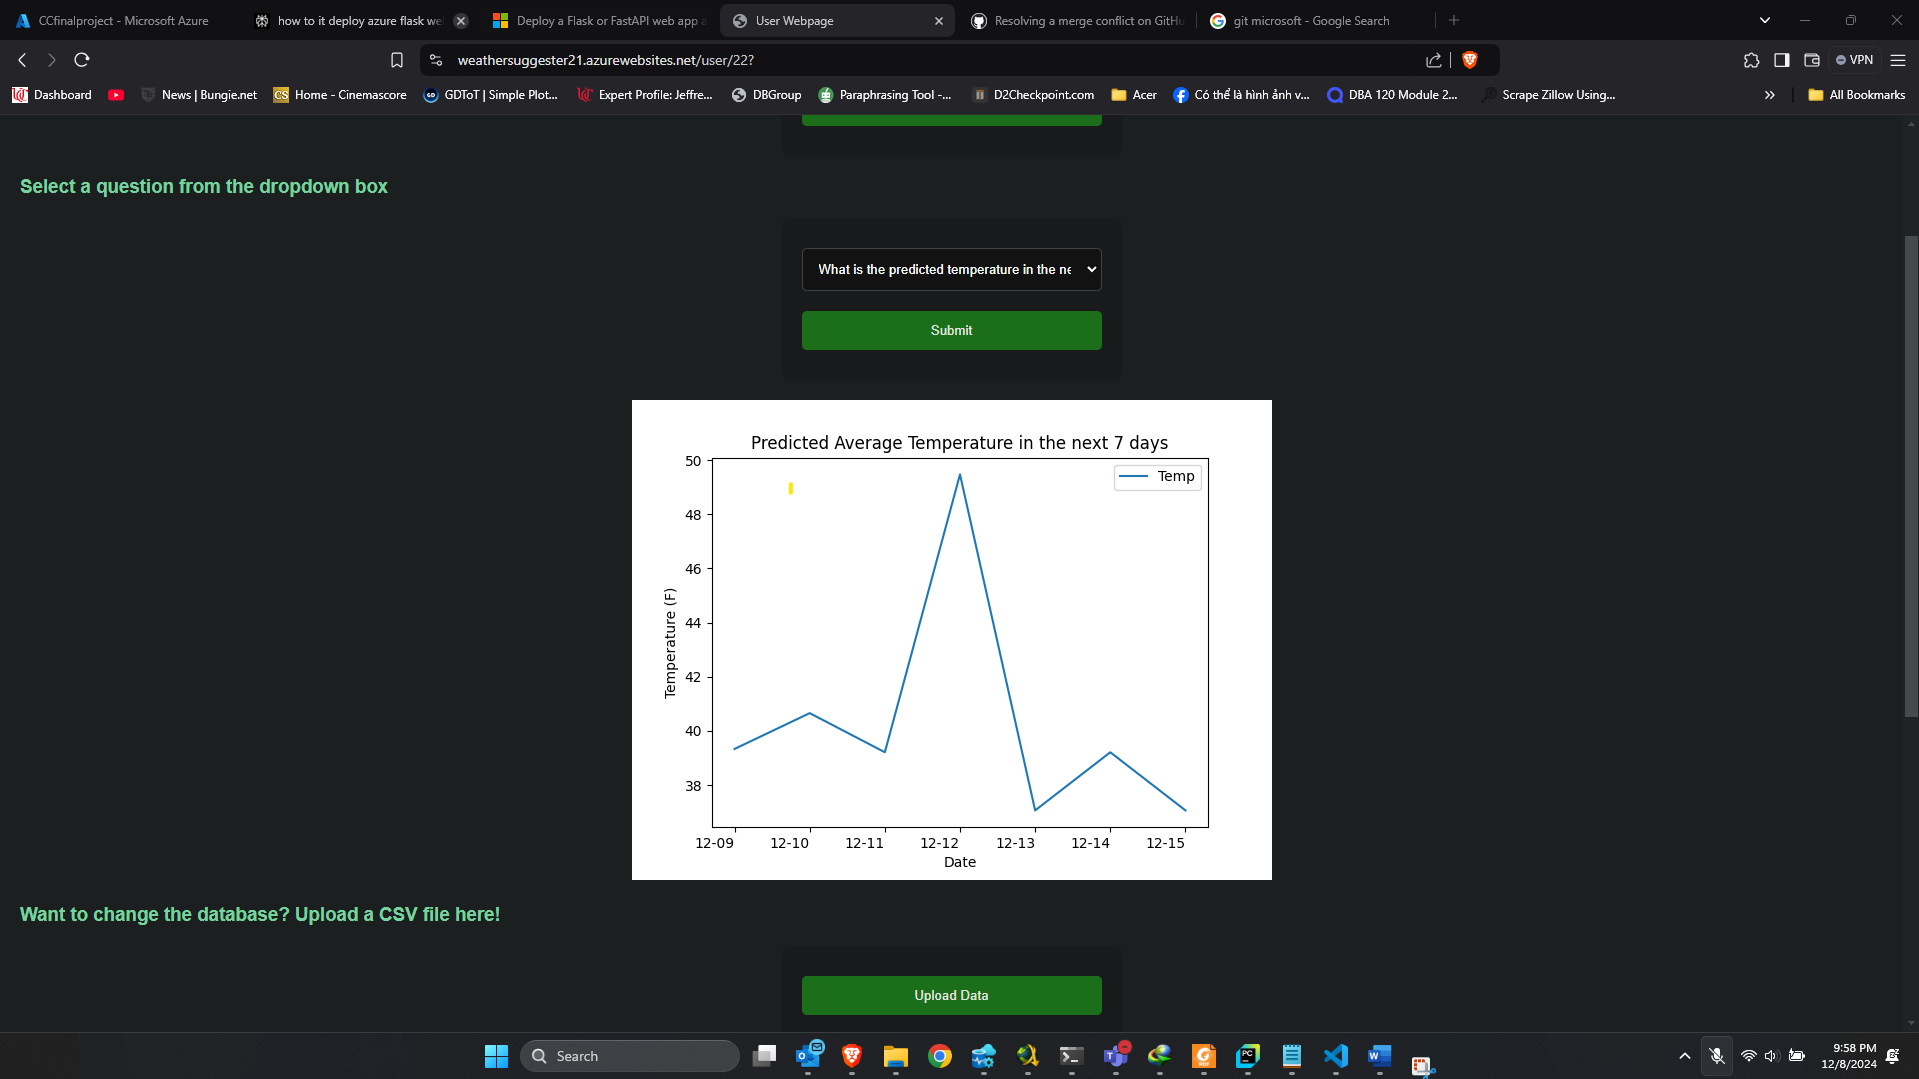 CCfinalproject - Microsoft Azure
how to it deploy azure flask we
Deploy a Flask or FastAPI web app
User Webpage
Resolving a merge conflict on GitHu
git microsoft - Google Search
weathersuggester21.azurewebsites.net/user/22?
VPN
Dashboard
News | Bungie.net
CS
Home - Cinemascore
GDToT | Simple Plot...
Expert Profile: Jeffre...
DBGroup
Paraphrasing Tool -...
D2Checkpoint.com
Acer
Có thể là hình ảnh v...
DBA 120 Module 2...
Scrape Zillow Using...
All Bookmarks
Select a question from the dropdown box
What is the predicted temperature in the ne
Submit
Predicted Average Temperature in the next 7 days
Temp
50
48
46
44
42
40
38
Temperature (F)
12-09
12-10
12-11
12-12
12-13
12-14
12-15
Date
Want to change the database? Upload a CSV file here!
Upload Data
Search
9:58 PM
12/8/2024